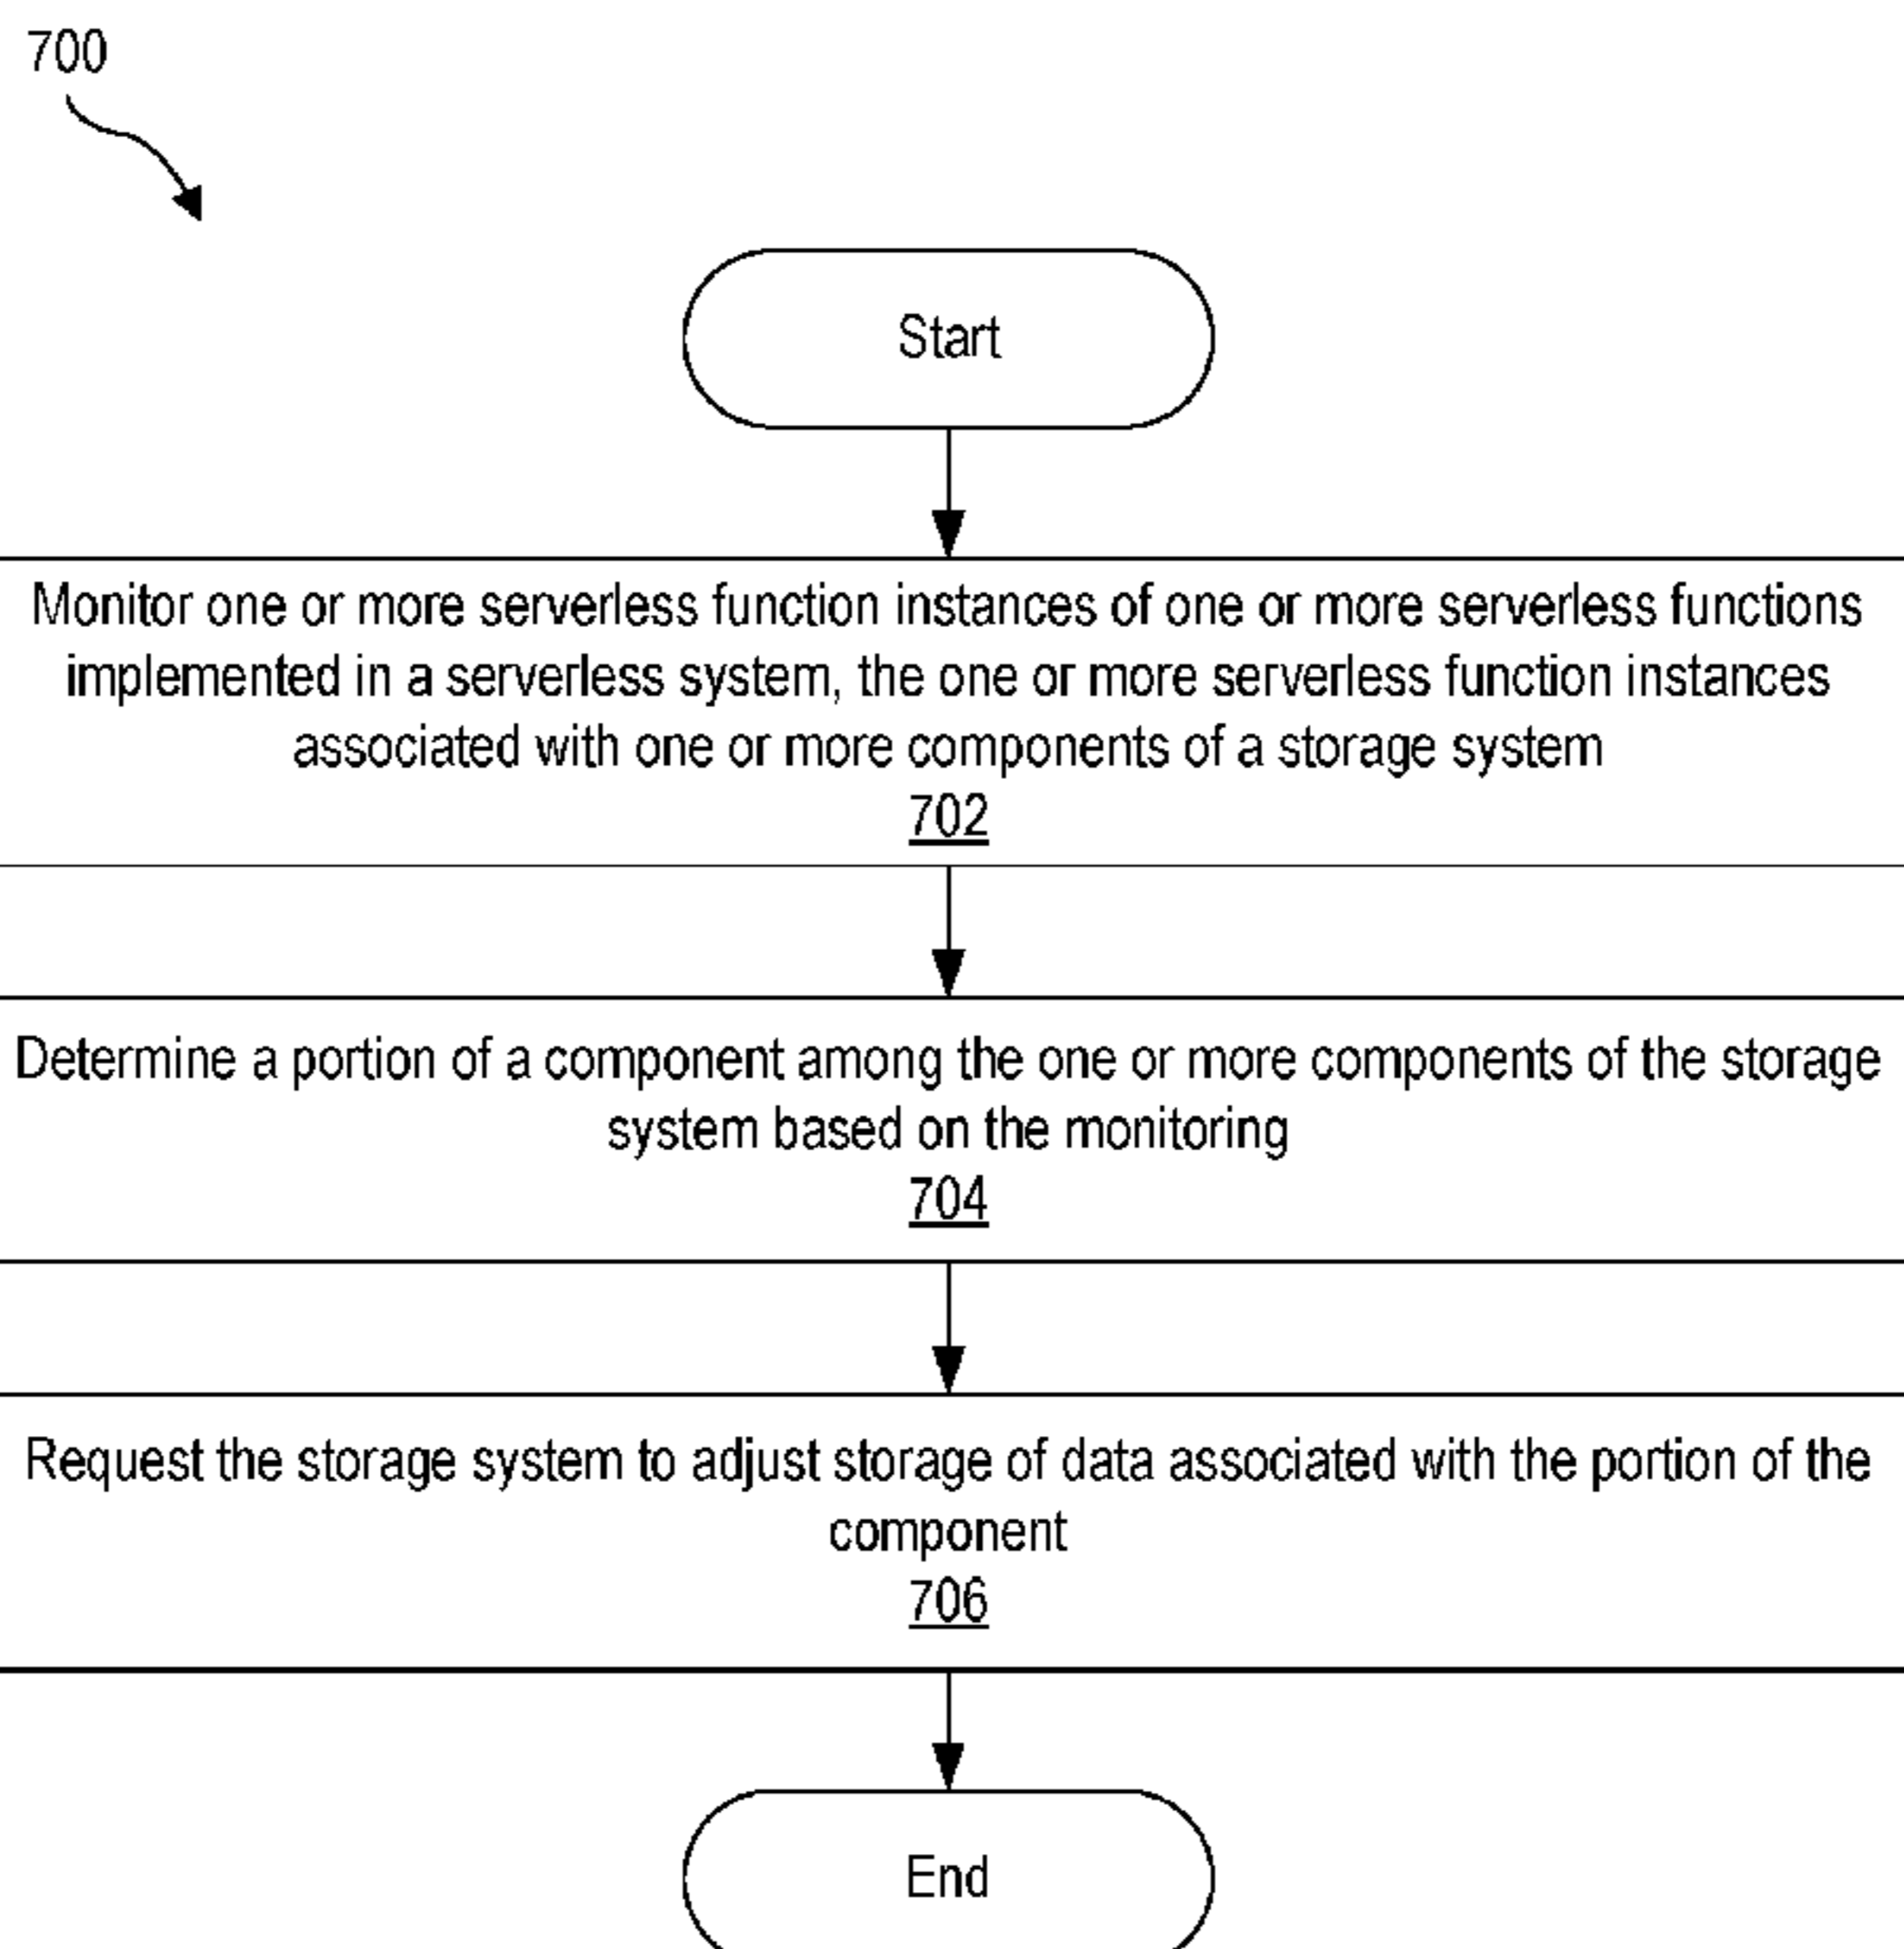 700
Start
Monitor one or more serverless function instances of one or more serverless functions
implemented in a serverless system, the one or more serverless function instances
associated with one or more components of a storage system
702
Determine a portion of a component among the one or more components of the storage
system based on the monitoring
704
Request the storage system to adjust storage of data associated with the portion of the
component
706
End